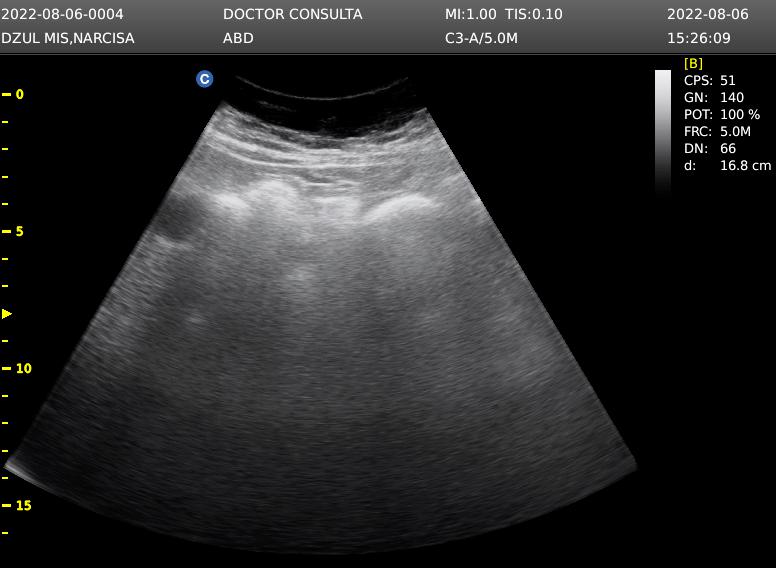 2022-08-06-0004 DOCTOR CONSULTA MI:1.00 TIS:0.10 2022-08-06
DZUL MIS,NARCISA ABD C3-A/5.0M 15:26:09
C
[B]
CPS: 51
GN: 140
POT: 100 %
FRC: 5.0M
DN: 66
d: 16.8 cm
0
5
10
15